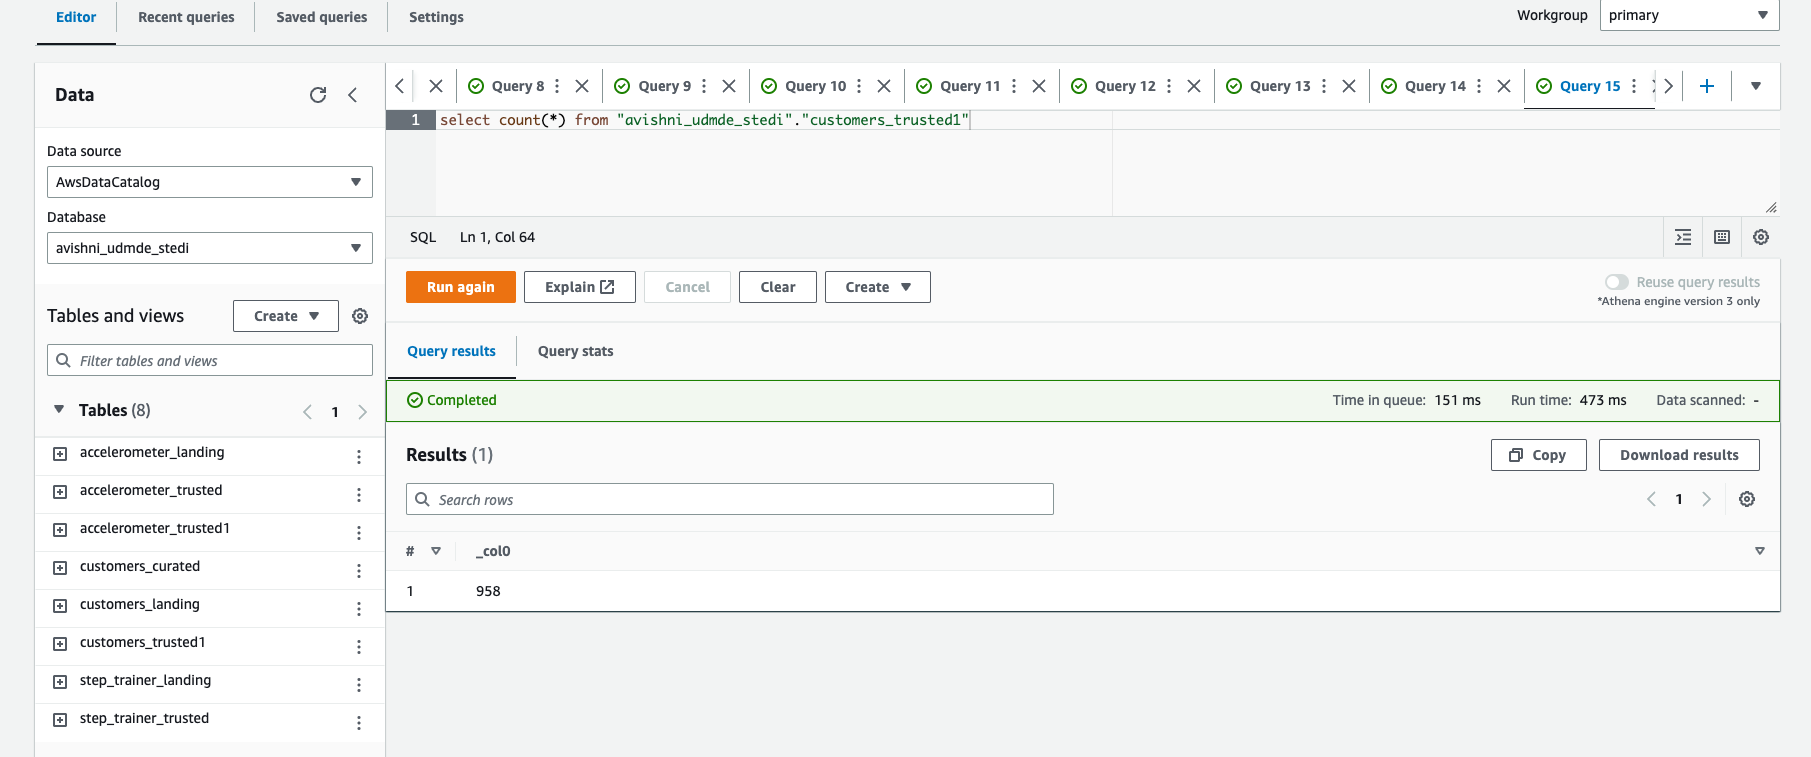 Editor
Recent queries
Saved queries
Settings
Workgroup
primary
Data
Data source
AwsDataCatalog
Database
avishni_udmde_stedi
Tables and views
Create
Filter tables and views
Tables (8)
1
accelerometer_landing
accelerometer_trusted
accelerometer_trusted1
customers_curated
customers_landing
customers_trusted1
step_trainer_landing
step_trainer_trusted
Query 8
Query 9
Query 10
Query 11
Query 12
Query 13
Query 14
Query 15
1 select count(*) from "avishni_udmde_stedi"."customers_trusted1"
SQL Ln 1, Col 64
Run again
Explain
Cancel
Clear
Create
Reuse query results
*Athena engine version 3 only
Query results
Query stats
Completed
Time in queue: 151 ms
Run time: 473 ms
Data scanned: -
Results (1)
Copy
Download results
Search rows
1
# _col0
1 958